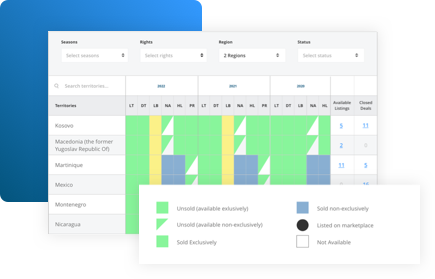 Seasons Rights Region Status
Select seasons Select rights 2 Regions Select status
Search territories... 2022 2021 2020
Territories LT DT LB NA HL PR LT DT LB NA HL PR LT DT LB NA HL Available Listings Closed Deals
Kosovo 5 11
Macedonia (the former
Yugoslav Republic Of) 2 0
Martinique 11 5
Mexico
Montenegro
Nicaragua
Unsold (available exlusively) Sold non-exclusively
Unsold (available non-exclusively) Listed on marketplace
Sold Exclusively Not Available